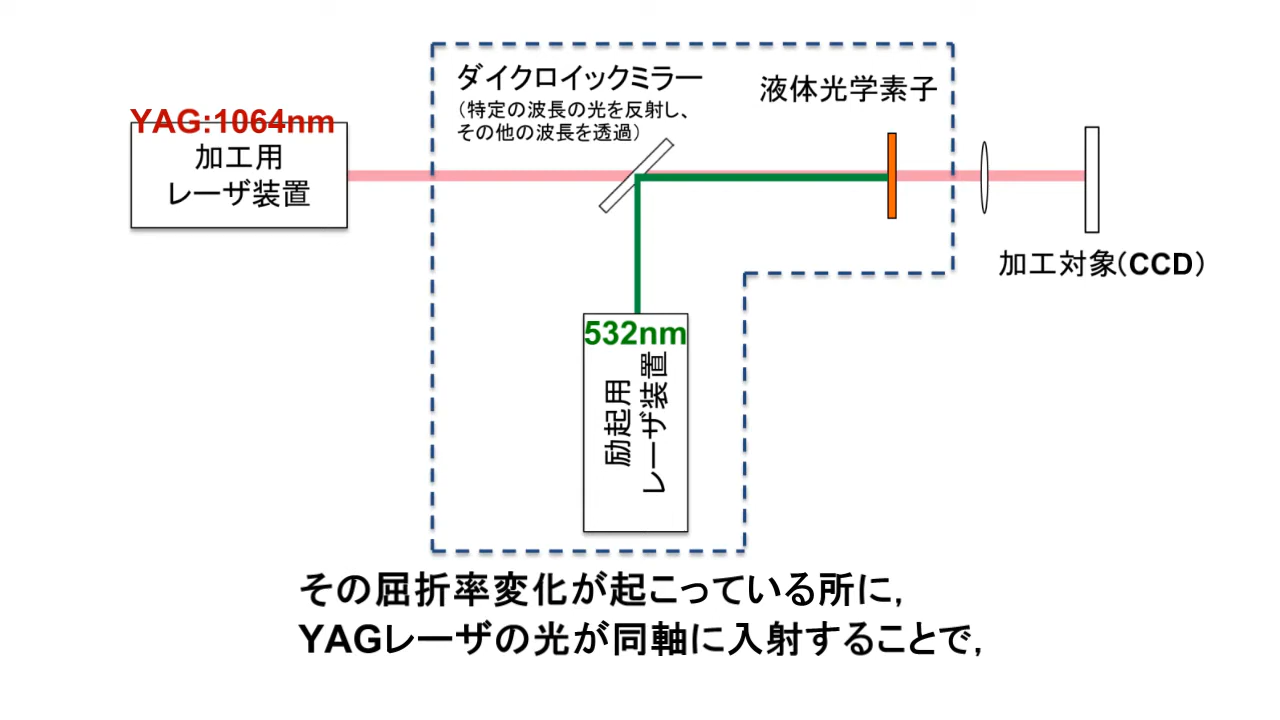 YAG:1064nm
加工用
レーザ装置
ダイクロイックミラー
（特定の波長の光を反射し、
その他の波長を透過）
液体光学素子
加工対象（CCD）
532nm
励起用
レーザ装置
その屈折率変化が起こっている所に,
YAGレーザの光が同軸に入射することで,